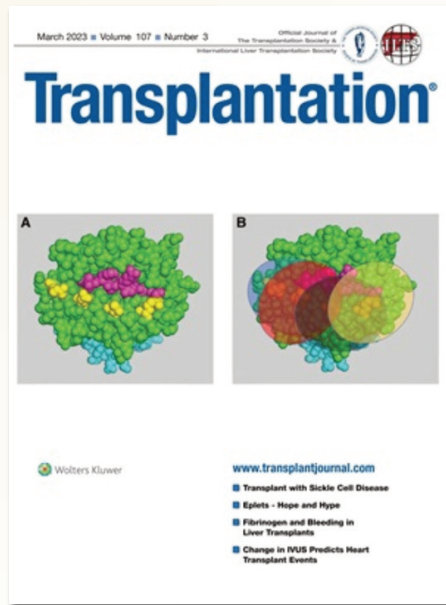 March 2023 ■ Volume 107 ■ Number 3
Official Journal of
The Transplantation Society &
International Liver Transplantation Society
ILTS
Transplantation®
A
B
Wolters Kluwer
www.transplantjournal.com
■ Transplant with Sickle Cell Disease
■ Eplets - Hope and Hype
■ Fibrinogen and Bleeding in
Liver Transplants
■ Change in IVUS Predicts Heart
Transplant Events